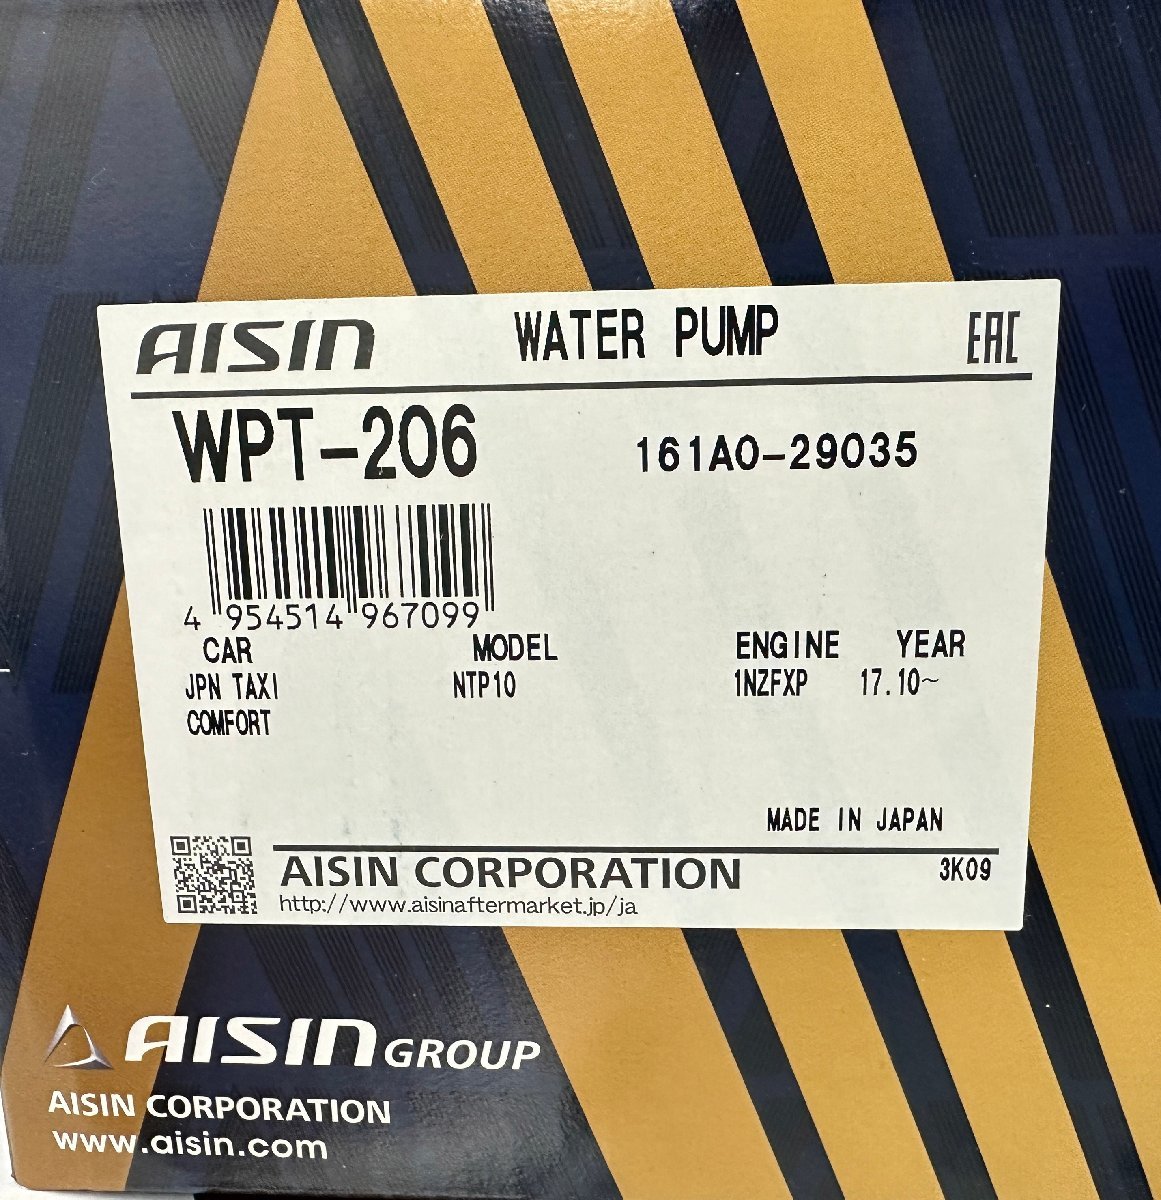 AISIN WATER PUMP EAC
WPT-206 161A0-29035
4 954514 967099
CAR MODEL ENGINE YEAR
JPN TAXI NTP10 1NZFXP 17.10~
COMFORT
MADE IN JAPAN
AISIN CORPORATION 3K09
http://www.aisinaftermarket.jp/ja
AISIN GROUP
AISIN CORPORATION
www.aisin.com